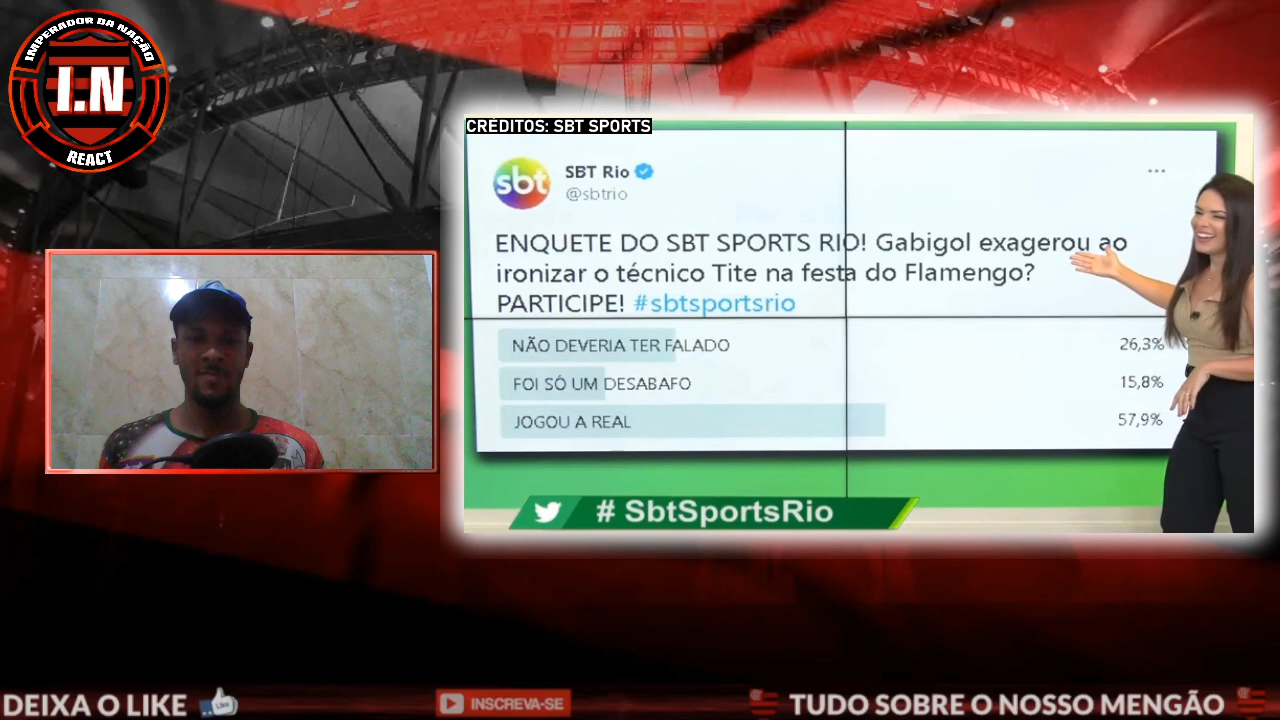 IMPERADOR DA NAÇÃO
I.N
REACT
CRÉDITOS: SBT SPORTS
sbt
SBT Rio
@sbtrio
ENQUETE DO SBT SPORTS RIO! Gabigol exagerou ao
ironizar o técnico Tite na festa do Flamengo?
PARTICIPE! #sbtsportsrio
NÃO DEVERIA TER FALADO 26,3%
FOI SÓ UM DESABAFO 15,8%
JOGOU A REAL 57,9%
# SbtSportsRio
DEIXA O LIKE Like INSCREVA-SE TUDO SOBRE O NOSSO MENGÃO